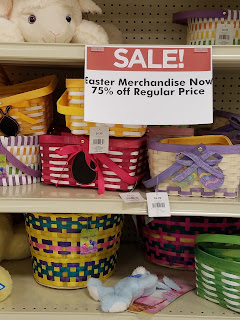 SALE!
Easter Merchandise Now
75% off Regular Price